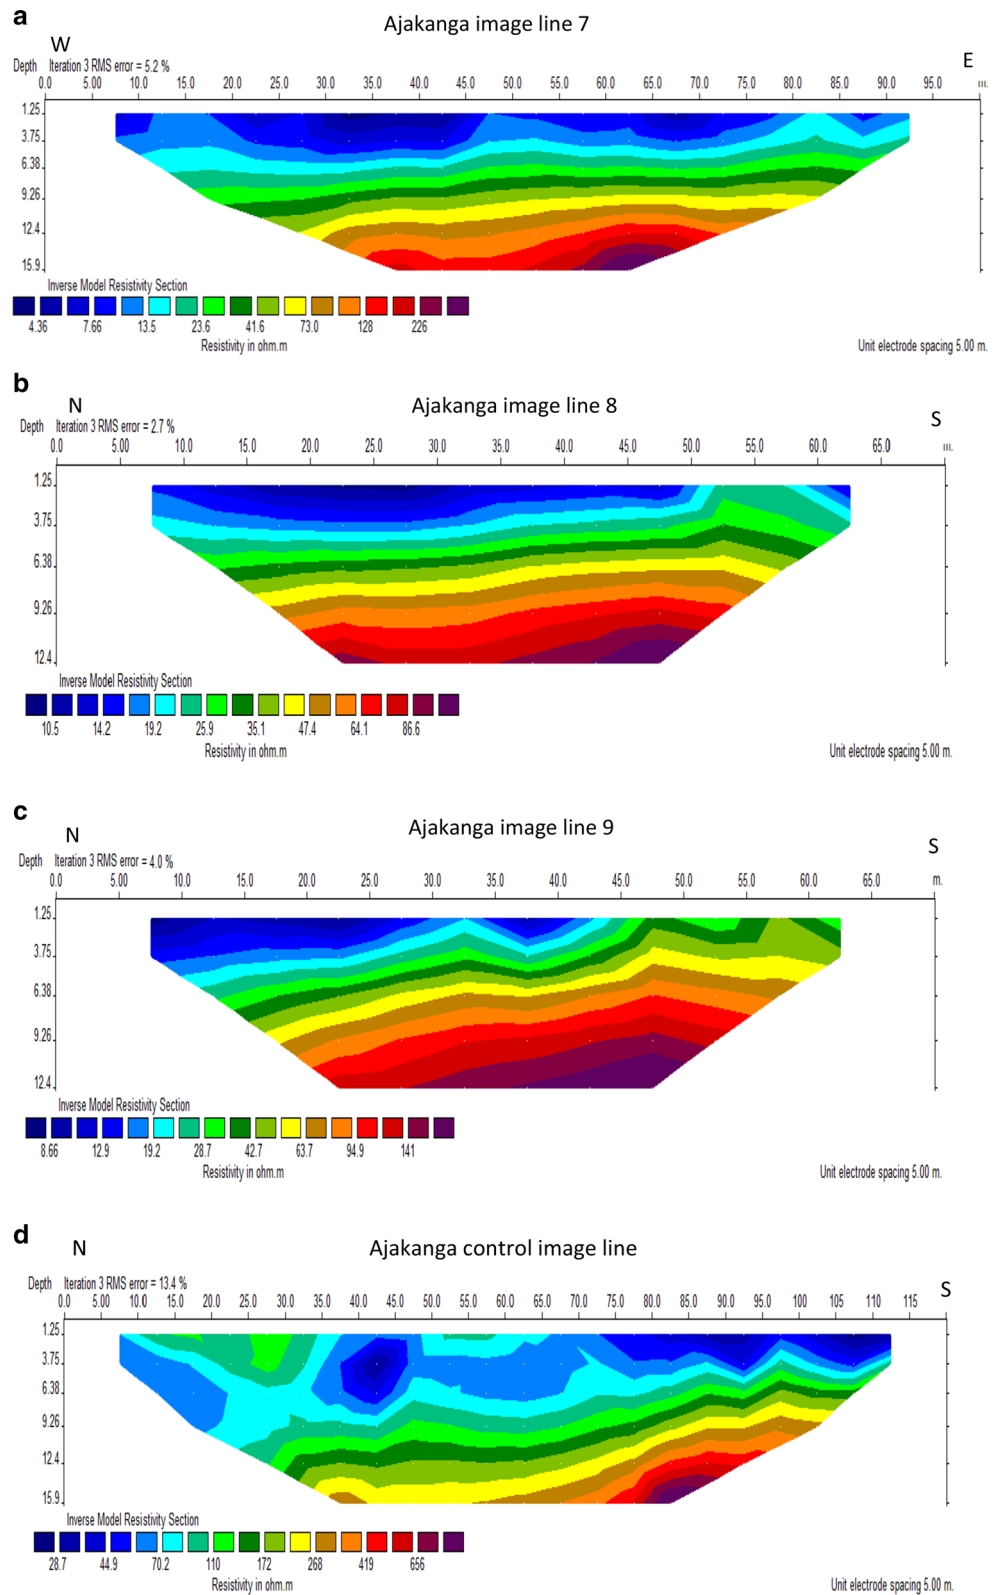 a
Ajakanga image line 7
W
E
Depth Iteration 3 RMS error = 5.2 %
0.0 5.00 10.0 15.0 20.0 25.0 30.0 35.0 40.0 45.0 50.0 55.0 60.0 65.0 70.0 75.0 80.0 85.0 90.0 95.0 m.
1.25
3.75
6.38
9.26
12.4
15.9
Inverse Model Resistivity Section
4.36 7.66 13.5 23.6 41.6 73.0 128 226
Resistivity in ohm.m
Unit electrode spacing 5.00 m.
b
N
Ajakanga image line 8
S
Depth Iteration 3 RMS error = 2.7 %
0.0 5.00 10.0 15.0 20.0 25.0 30.0 35.0 40.0 45.0 50.0 55.0 60.0 65.0 m.
1.25
3.75
6.38
9.26
12.4
Inverse Model Resistivity Section
10.5 14.2 19.2 25.9 35.1 47.4 64.1 86.6
Resistivity in ohm.m
Unit electrode spacing 5.00 m.
c
N
Ajakanga image line 9
S
Depth Iteration 3 RMS error = 4.0 %
0.0 5.00 10.0 15.0 20.0 25.0 30.0 35.0 40.0 45.0 50.0 55.0 60.0 65.0 m.
1.25
3.75
6.38
9.26
12.4
Inverse Model Resistivity Section
8.66 12.9 19.2 28.7 42.7 63.7 94.9 141
Resistivity in ohm.m
Unit electrode spacing 5.00 m.
d
N
Ajakanga control image line
S
Depth Iteration 3 RMS error = 13.4 %
0.0 5.00 10.0 15.0 20.0 25.0 30.0 35.0 40.0 45.0 50.0 55.0 60.0 65.0 70.0 75.0 80.0 85.0 90.0 95.0 100 105 110 115
1.25
3.75
6.38
9.26
12.4
15.9
Inverse Model Resistivity Section
28.7 44.9 70.2 110 172 268 419 656
Resistivity in ohm.m
Unit electrode spacing 5.00 m.